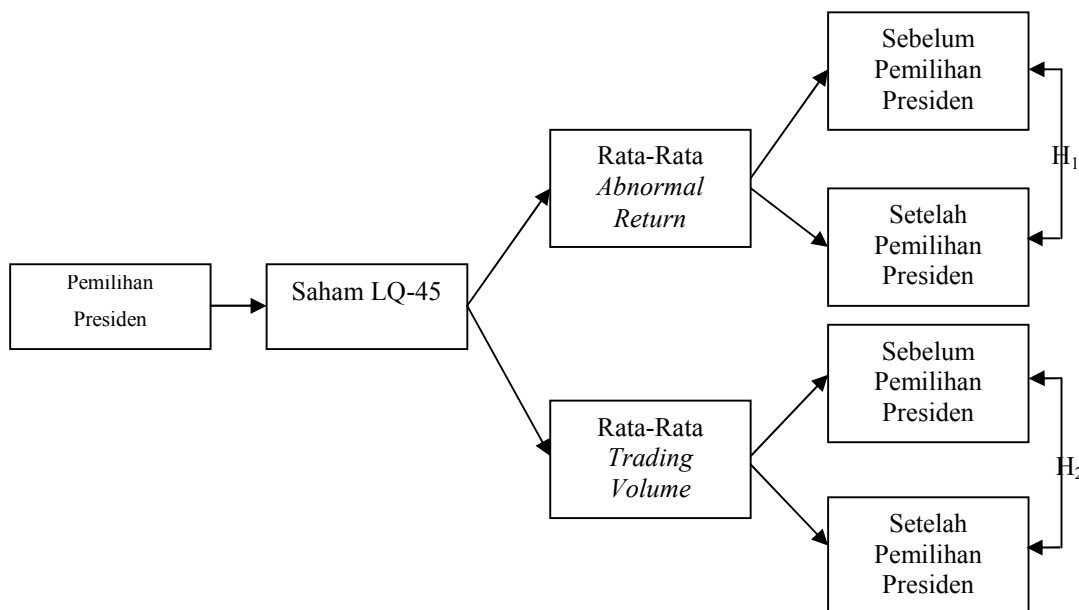 Pemilihan
Presiden
Saham LQ-45
Rata-Rata
Abnormal
Return
Rata-Rata
Trading
Volume
Sebelum
Pemilihan
Presiden
Setelah
Pemilihan
Presiden
H₁
Sebelum
Pemilihan
Presiden
Setelah
Pemilihan
Presiden
H₂